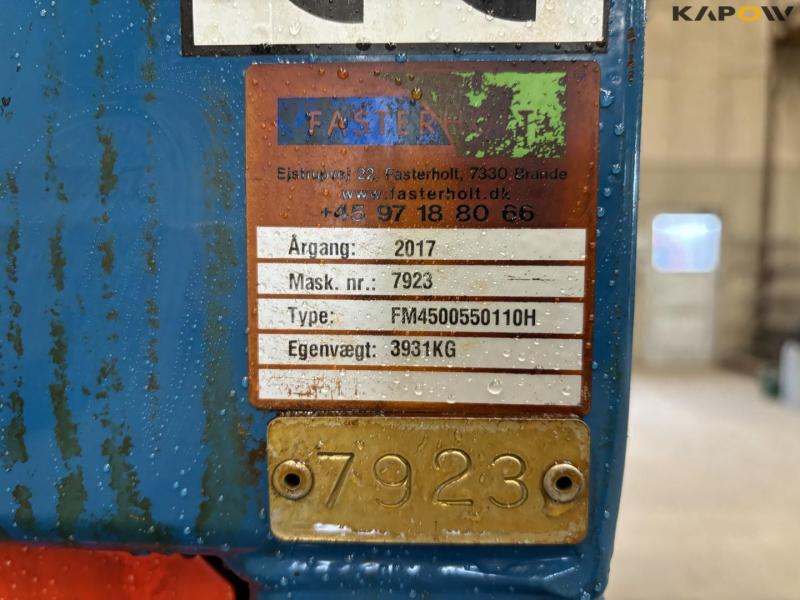 KAPOW
FASTERHOLT
Ejstrupvej 22, Fasterholt, 7330 Brande
www.fasterholt.dk
+45 97 18 80 66
Årgang: 2017
Mask. nr.: 7923
Type: FM4500550110H
Egenvægt: 3931KG
7923